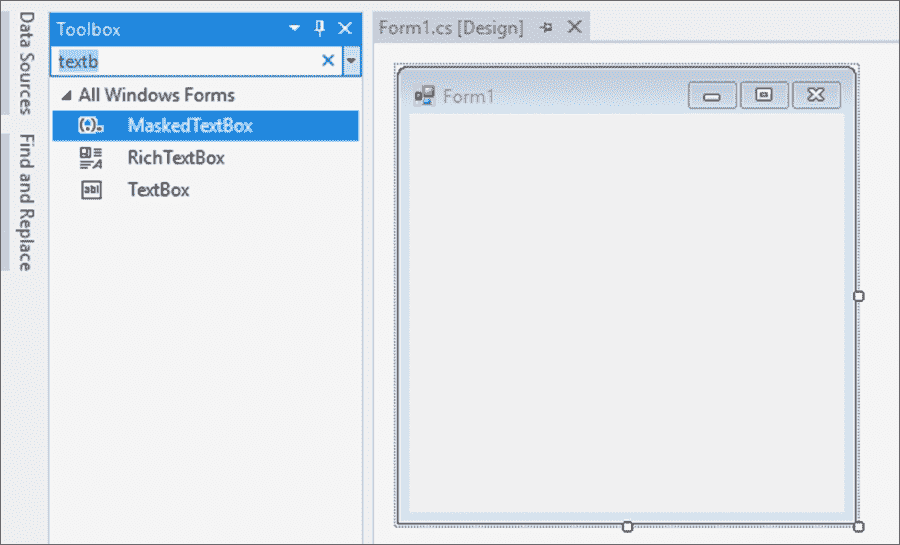 Data Sources
Find and Replace
Toolbox
textb
All Windows Forms
MaskedTextBox
RichTextBox
abl TextBox
Form1.cs [Design]
Form1